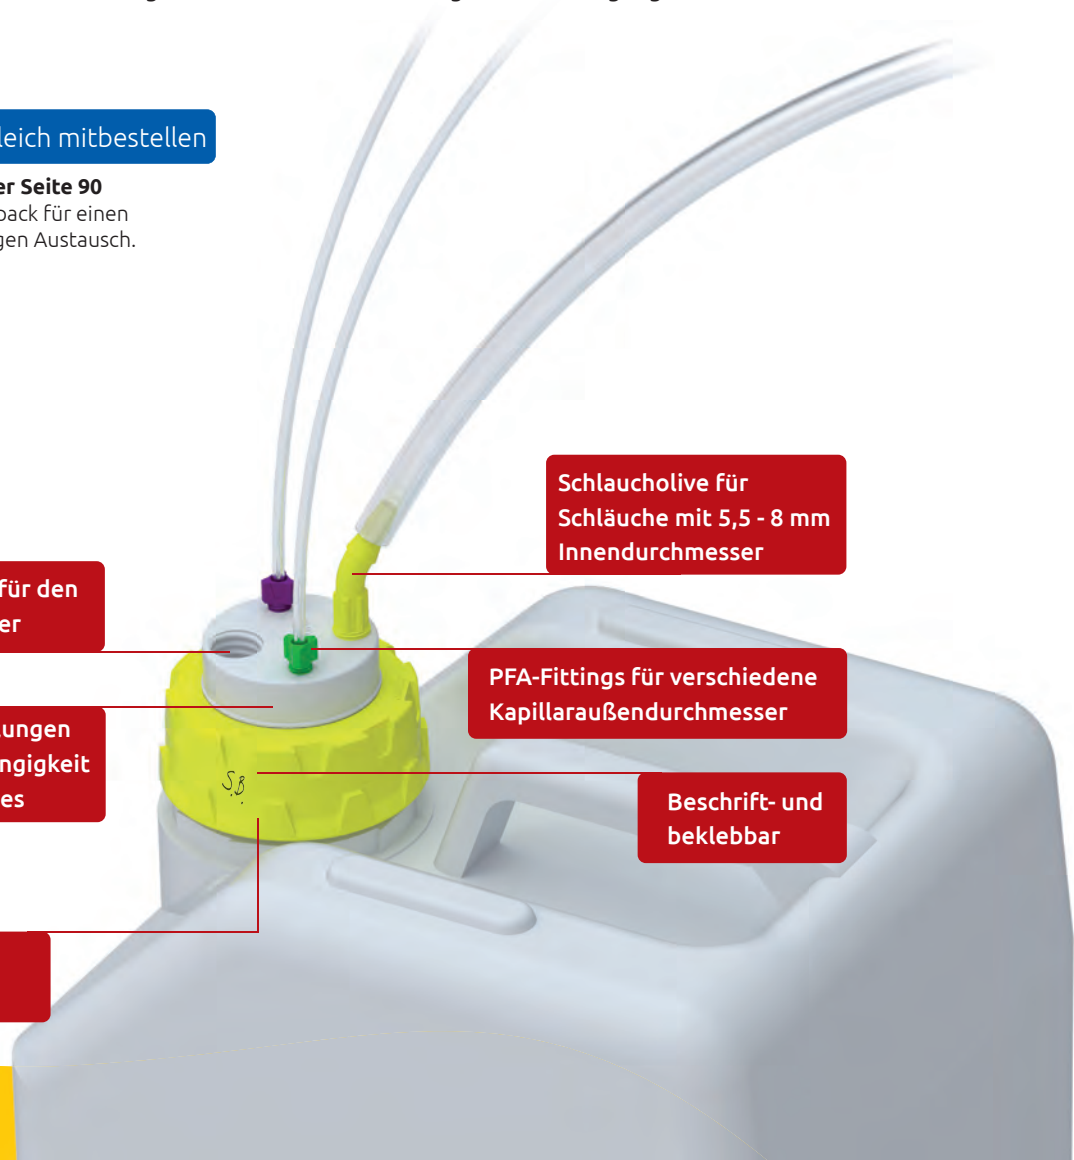 leich mitbestellen
er Seite 90
pack für einen
gen Austausch.
Schlaucholive für
Schläuche mit 5,5 - 8 mm
Innendurchmesser
für den
er
PFA-Fittings für verschiedene
Kapillaraußendurchmesser
ungen
ngigkeit
es
S.B.
Beschrift- und
beklebbar